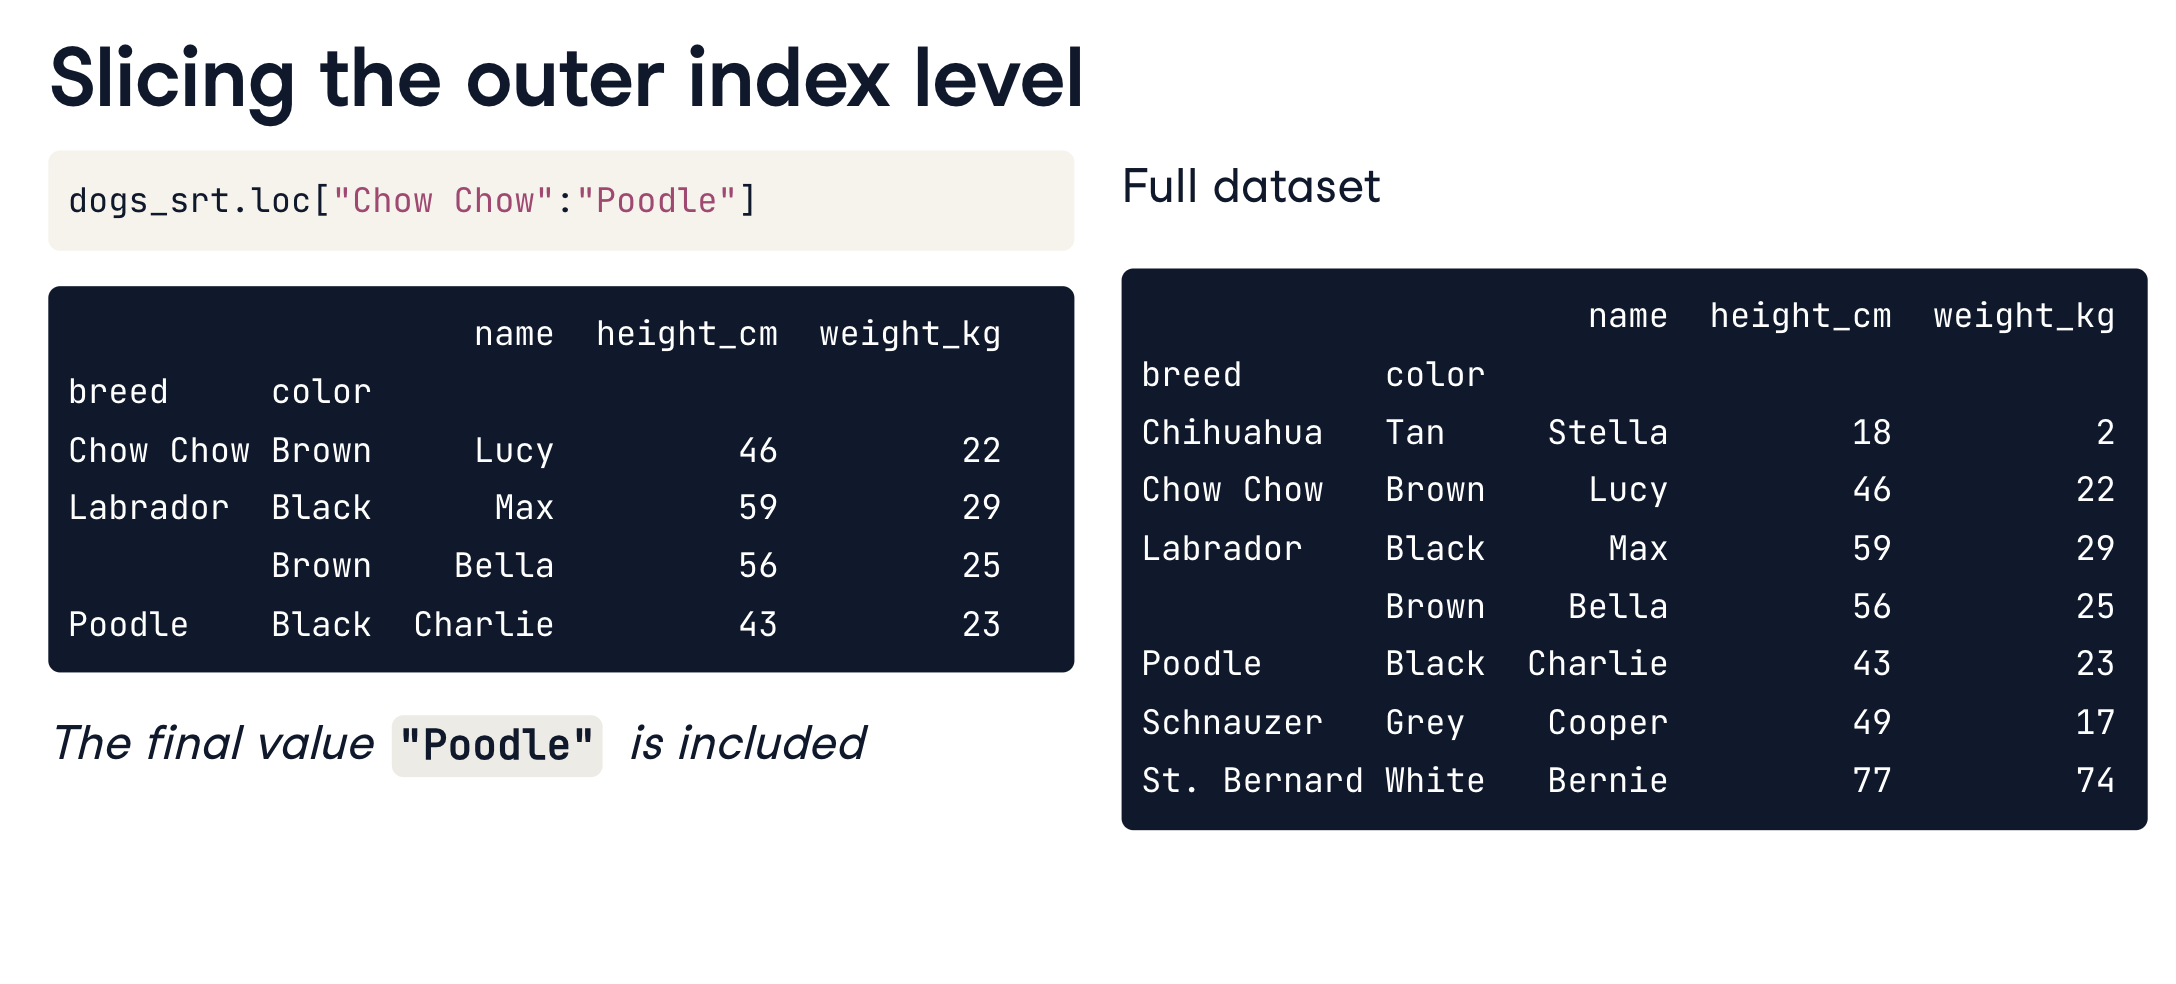 Slicing the outer index level
dogs_srt.loc["Chow Chow":"Poodle"]
name height_cm weight_kg
breed color
Chow Chow Brown Lucy 46 22
Labrador Black Max 59 29
Brown Bella 56 25
Poodle Black Charlie 43 23
The final value "Poodle" is included
Full dataset
name height_cm weight_kg
breed color
Chihuahua Tan Stella 18 2
Chow Chow Brown Lucy 46 22
Labrador Black Max 59 29
Brown Bella 56 25
Poodle Black Charlie 43 23
Schnauzer Grey Cooper 49 17
St. Bernard White Bernie 77 74